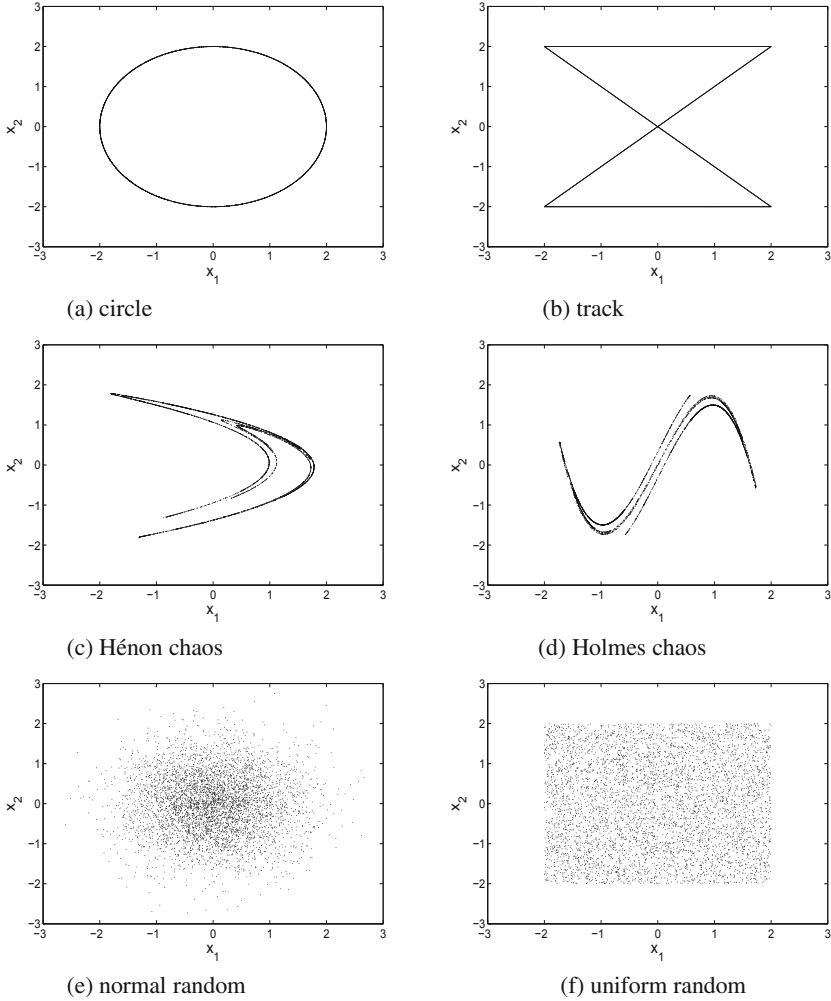 3 3
2 2
1 1
x2 0 x2 0
−1 −1
−2 −2
−3 −3
−3 −2 −1 0 1 2 3 −3 −2 −1 0 1 2 3
x1 x1
(a) circle (b) track
3 3
2 2
1 1
x2 0 x2 0
−1 −1
−2 −2
−3 −3
−3 −2 −1 0 1 2 3 −3 −2 −1 0 1 2 3
x1 x1
(c) Hénon chaos (d) Holmes chaos
3 3
2 2
1 1
x2 0 x2 0
−1 −1
−2 −2
−3 −3
−3 −2 −1 0 1 2 3 −3 −2 −1 0 1 2 3
x1 x1
(e) normal random (f) uniform random